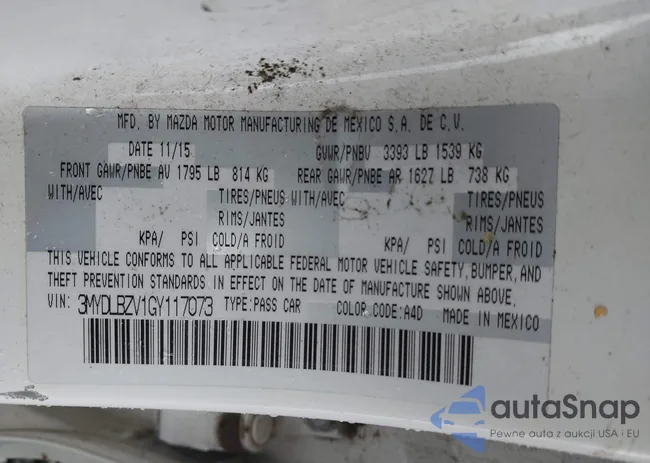 MFD. BY MAZDA MOTOR MANUFACTURING DE MEXICO S.A. DE C.V.
DATE 11/15 GVWR/PNBV 3393 LB 1539 KG
FRONT GAWR/PNBE AV 1795 LB 814 KG REAR GAWR/PNBE AR 1627 LB 738 KG
WITH/AVEC TIRES/PNEUS WITH/AVEC TIRES/PNEUS
RIMS/JANTES RIMS/JANTES
KPA/ PSI COLD/A FROID KPA/ PSI COLD/A FROID
THIS VEHICLE CONFORMS TO ALL APPLICABLE FEDERAL MOTOR VEHICLE SAFETY, BUMPER, AND
THEFT PREVENTION STANDARDS IN EFFECT ON THE DATE OF MANUFACTURE SHOWN ABOVE.
VIN: 3MYDLBZV1GY117073 TYPE:PASS CAR COLOR CODE:A4D MADE IN MEXICO
autaSnap
Pewne auta z aukcji USA i EU